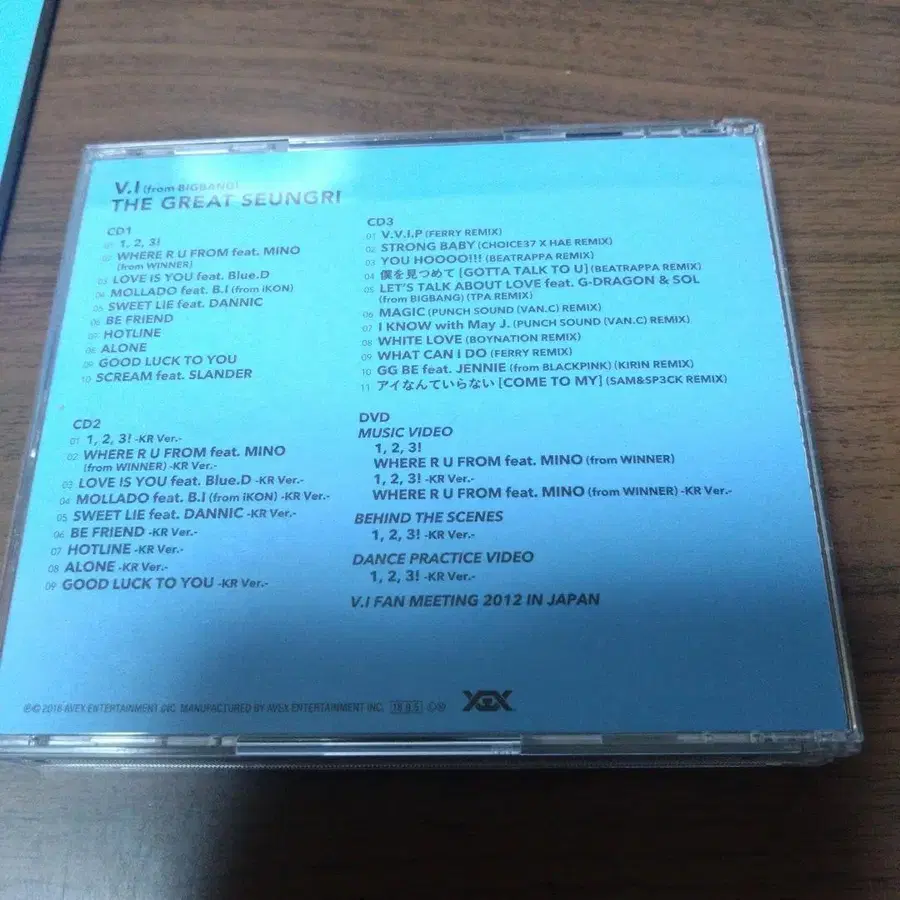 V.I (from BIGBANG)
THE GREAT SEUNGRI
CD1
01 1, 2, 3!
02 WHERE R U FROM feat. MINO
(from WINNER)
03 LOVE IS YOU feat. Blue.D
04 MOLLADO feat. B.I (from iKON)
05 SWEET LIE feat. DANNIC
06 BE FRIEND
07 HOTLINE
08 ALONE
09 GOOD LUCK TO YOU
10 SCREAM feat. SLANDER
CD2
01 1, 2, 3! -KR Ver.-
02 WHERE R U FROM feat. MINO
(from WINNER) -KR Ver.-
03 LOVE IS YOU feat. Blue.D -KR Ver.-
04 MOLLADO feat. B.I (from iKON) -KR Ver.-
05 SWEET LIE feat. DANNIC -KR Ver.-
06 BE FRIEND -KR Ver.-
07 HOTLINE -KR Ver.-
08 ALONE -KR Ver.-
09 GOOD LUCK TO YOU -KR Ver.-
CD3
01 V.V.I.P (FERRY REMIX)
02 STRONG BABY (CHOICE37 X HAE REMIX)
03 YOU HOOOO!!! (BEATRAPPA REMIX)
04 僕を見つめて [GOTTA TALK TO U] (BEATRAPPA REMIX)
05 LET'S TALK ABOUT LOVE feat. G-DRAGON & SOL
(from BIGBANG) (TPA REMIX)
06 MAGIC (PUNCH SOUND (VAN.C) REMIX)
07 I KNOW with May J. (PUNCH SOUND (VAN.C) REMIX)
08 WHITE LOVE (BOYNATION REMIX)
09 WHAT CAN I DO (FERRY REMIX)
10 GG BE feat. JENNIE (from BLACKPINK) (KIRIN REMIX)
11 アイなんていらない [COME TO MY] (SAM&SP3CK REMIX)
DVD
MUSIC VIDEO
1, 2, 3!
WHERE R U FROM feat. MINO (from WINNER)
1, 2, 3! -KR Ver.-
WHERE R U FROM feat. MINO (from WINNER) -KR Ver.-
BEHIND THE SCENES
1, 2, 3! -KR Ver.-
DANCE PRACTICE VIDEO
1, 2, 3! -KR Ver.-
V.I FAN MEETING 2012 IN JAPAN
℗© 2018 AVEX ENTERTAINMENT INC. MANUFACTURED BY AVEX ENTERTAINMENT INC. 18.9.5
YGEX